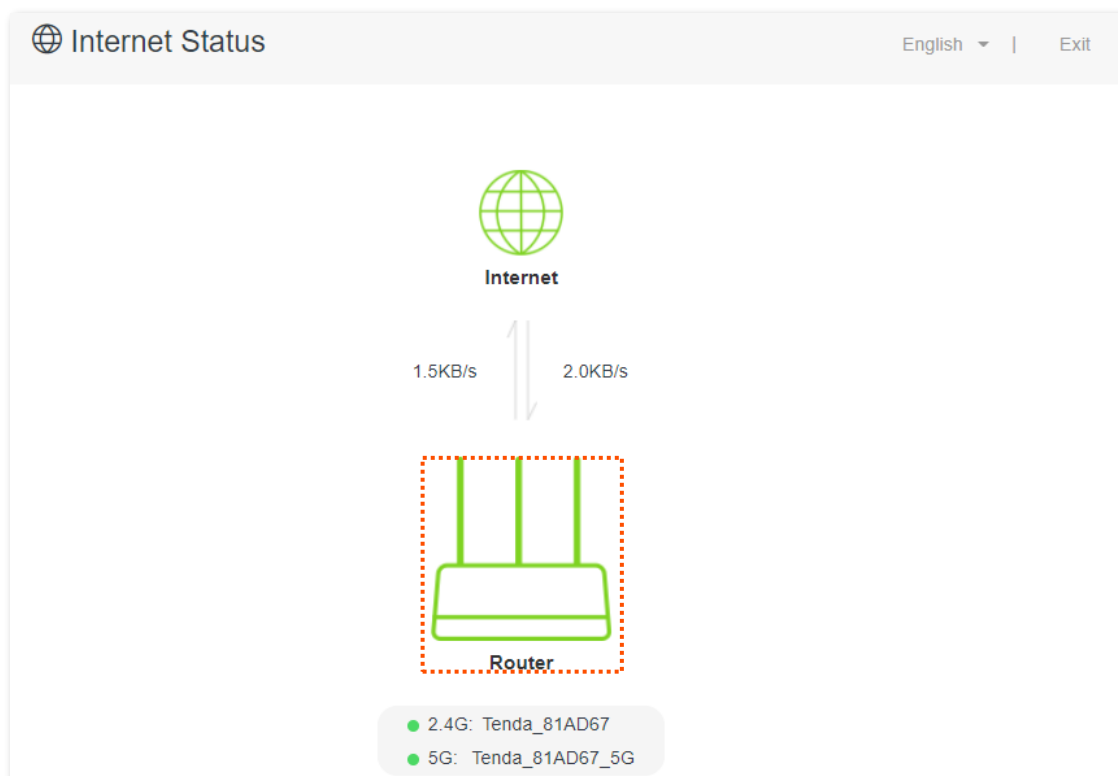 Internet Status
English | Exit
Internet
1.5KB/s 2.0KB/s
Router
2.4G: Tenda_81AD67
5G: Tenda_81AD67_5G